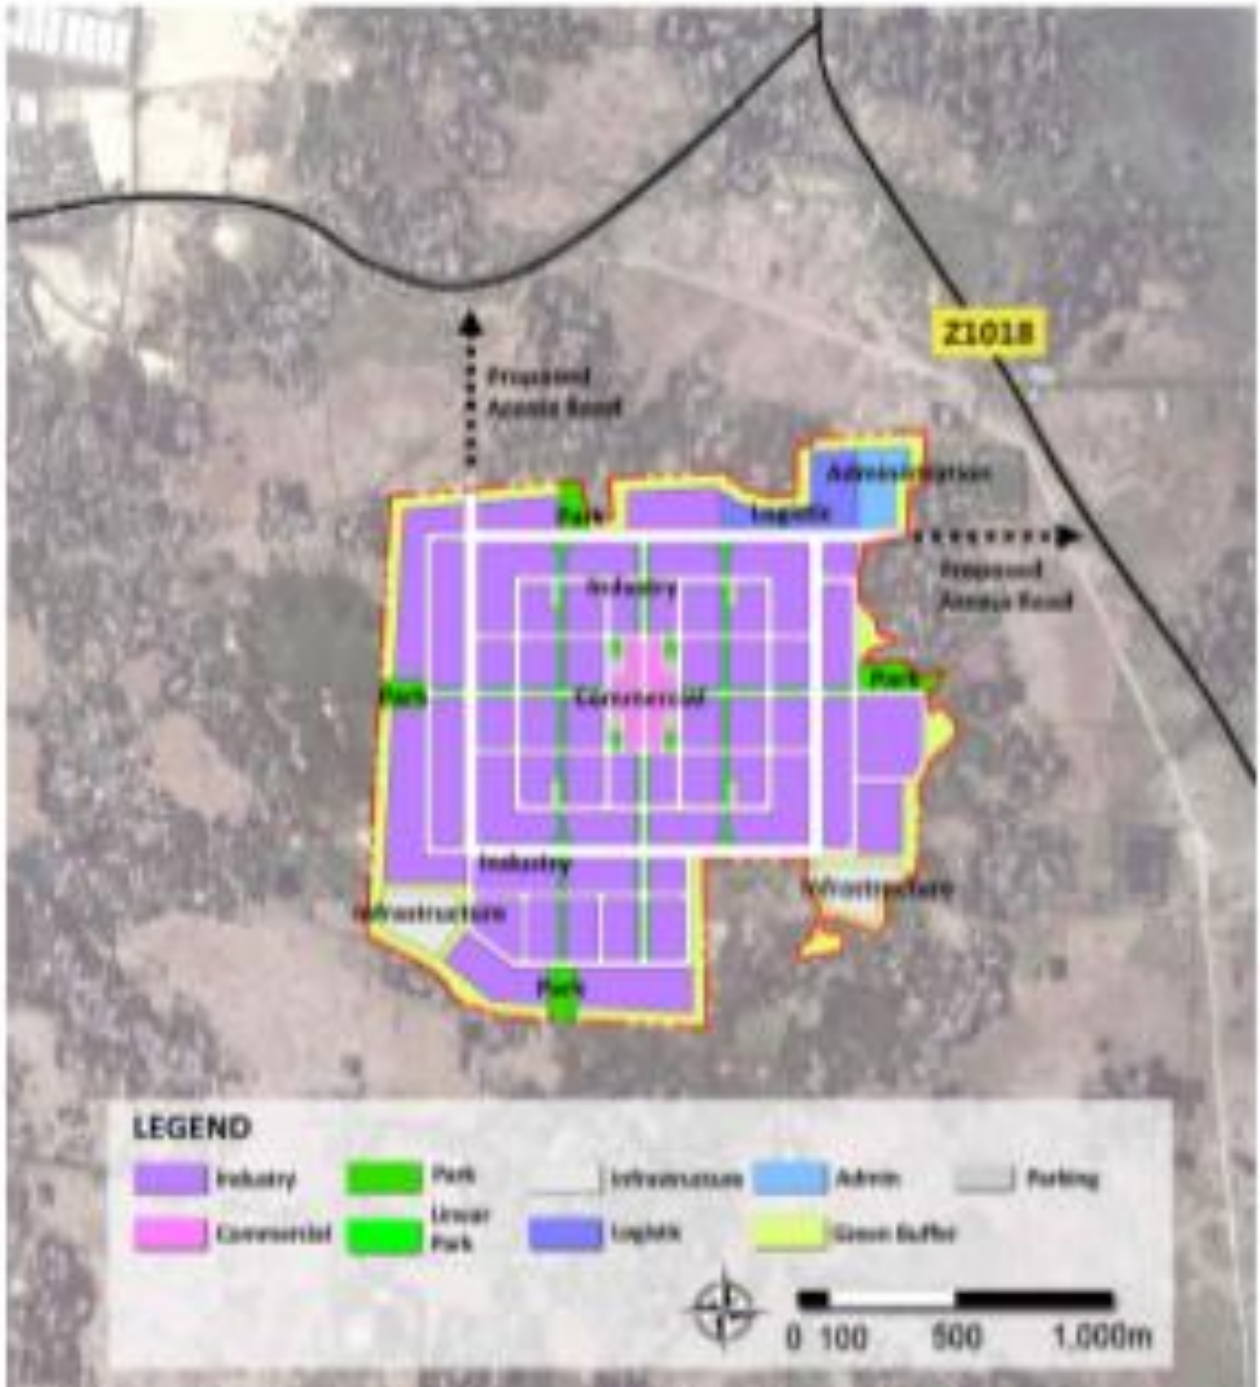 Z1018
Proposed
Access Road
Administration
Park
Logistic
Proposed
Access Road
Industry
Park
Park
Commercial
Industry
Infrastructure
Infrastructure
Park
LEGEND
Industry
Park
Infrastructure
Admin
Parking
Commercial
Linear
Park
Logistic
Green Buffer
0 100 500 1,000m